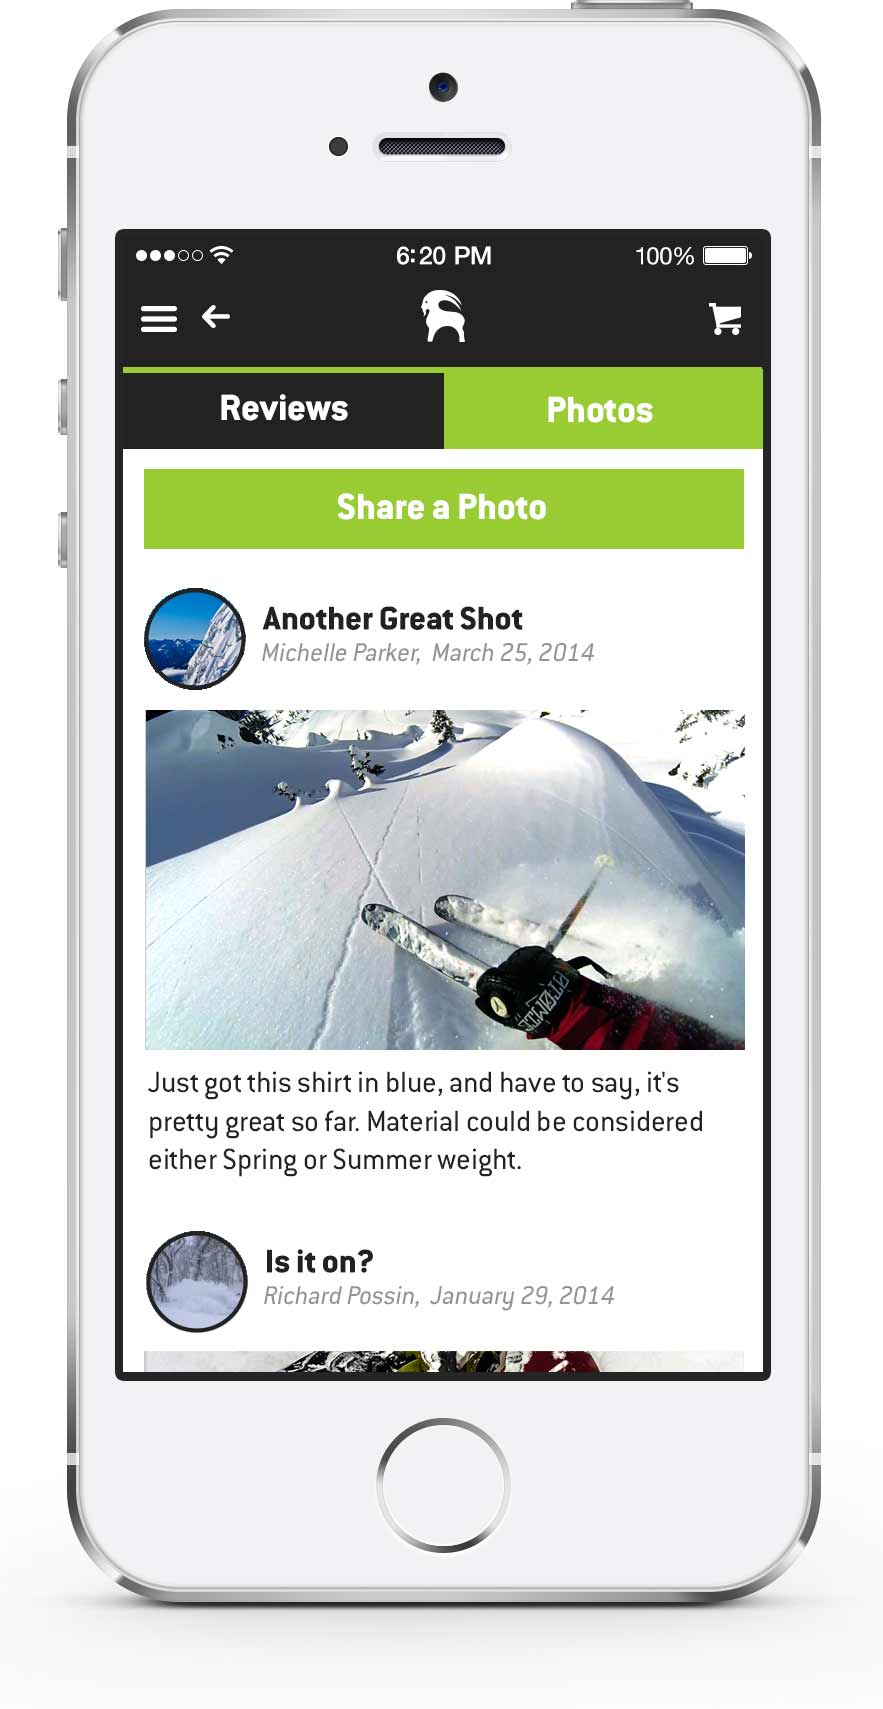 6:20 PM
100%
Reviews
Photos
Share a Photo
Another Great Shot
Michelle Parker, March 25, 2014
Just got this shirt in blue, and have to say, it's
pretty great so far. Material could be considered
either Spring or Summer weight.
Is it on?
Richard Possin, January 29, 2014